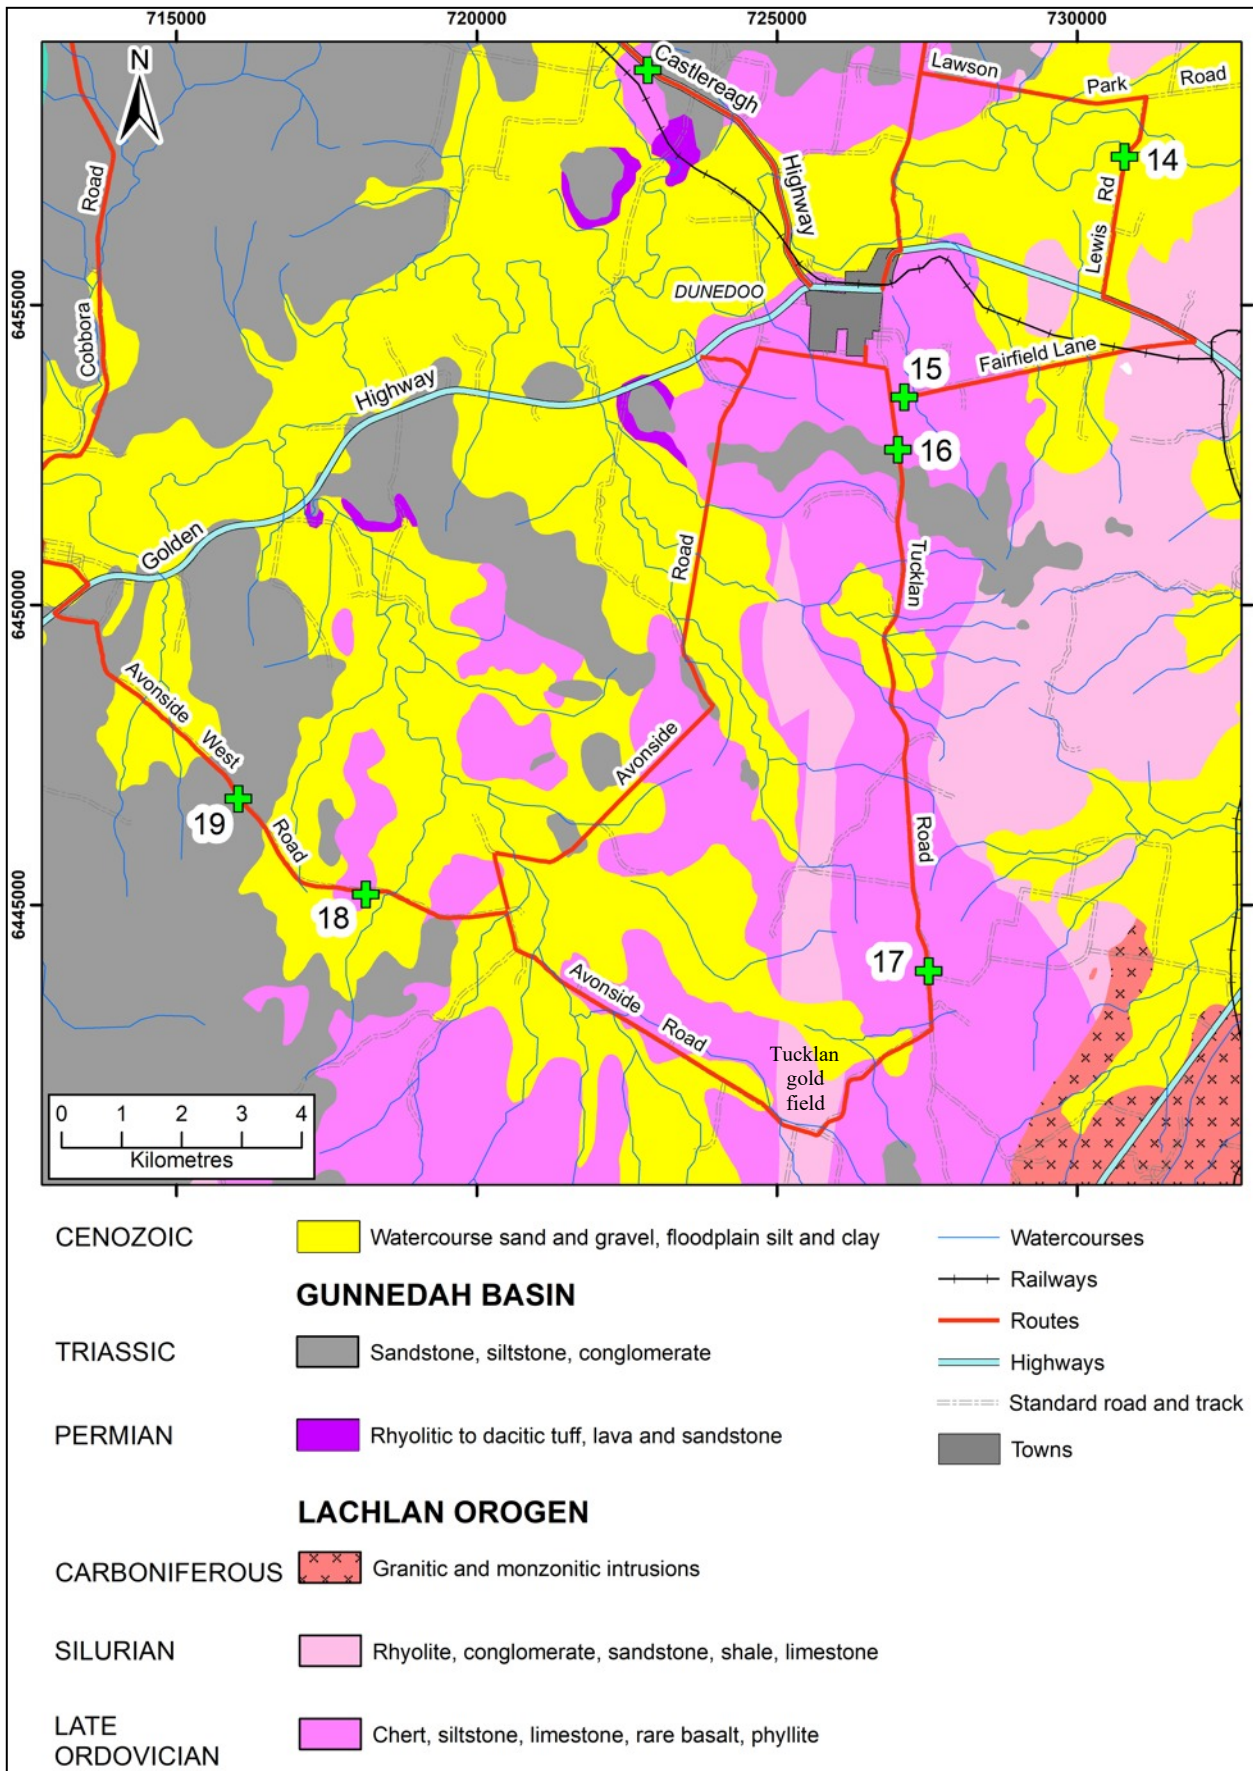 715000
720000
725000
730000
N
Castlereagh
Highway
Lawson
Park
Road
14
Lewis
Rd
Road
Cobbora
6455000
DUNEDOO
Highway
Golden
15
Fairfield Lane
16
Road
Tucklan
6450000
Avonside
West
Road
19
Avonside
Road
18
6445000
17
Avonside
Road
Tucklan
gold
field
0 1 2 3 4
Kilometres
CENOZOIC
Watercourse sand and gravel, floodplain silt and clay
GUNNEDAH BASIN
TRIASSIC
Sandstone, siltstone, conglomerate
PERMIAN
Rhyolitic to dacitic tuff, lava and sandstone
LACHLAN OROGEN
CARBONIFEROUS
Granitic and monzonitic intrusions
SILURIAN
Rhyolite, conglomerate, sandstone, shale, limestone
LATE
ORDOVICIAN
Chert, siltstone, limestone, rare basalt, phyllite
Watercourses
Railways
Routes
Highways
Standard road and track
Towns